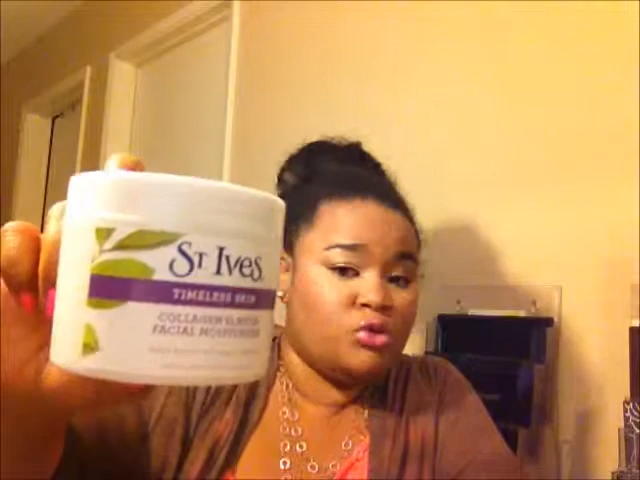 ST IVES
TIMELESS SKIN
COLLAGEN ELASTIN
FACIAL MOISTURIZER